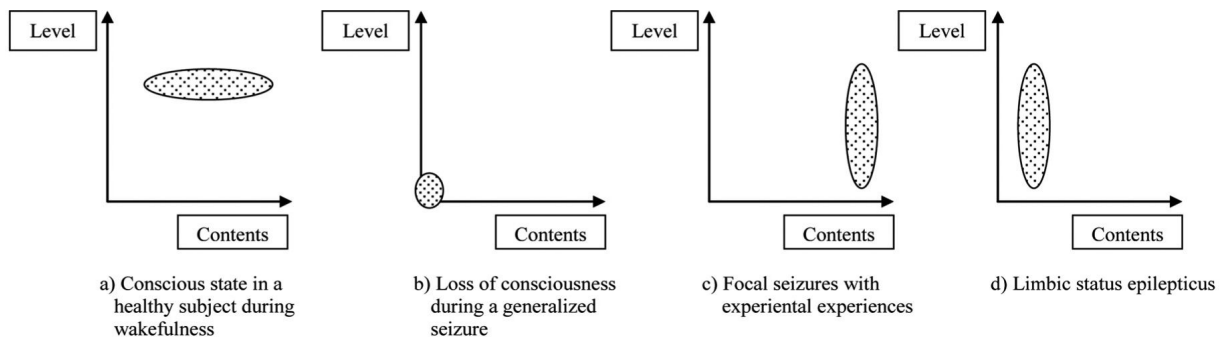 Level
Contents
a) Conscious state in a
healthy subject during
wakefulness
Level
Contents
b) Loss of consciousness
during a generalized
seizure
Level
Contents
c) Focal seizures with
experiental experiences
Level
Contents
d) Limbic status epilepticus